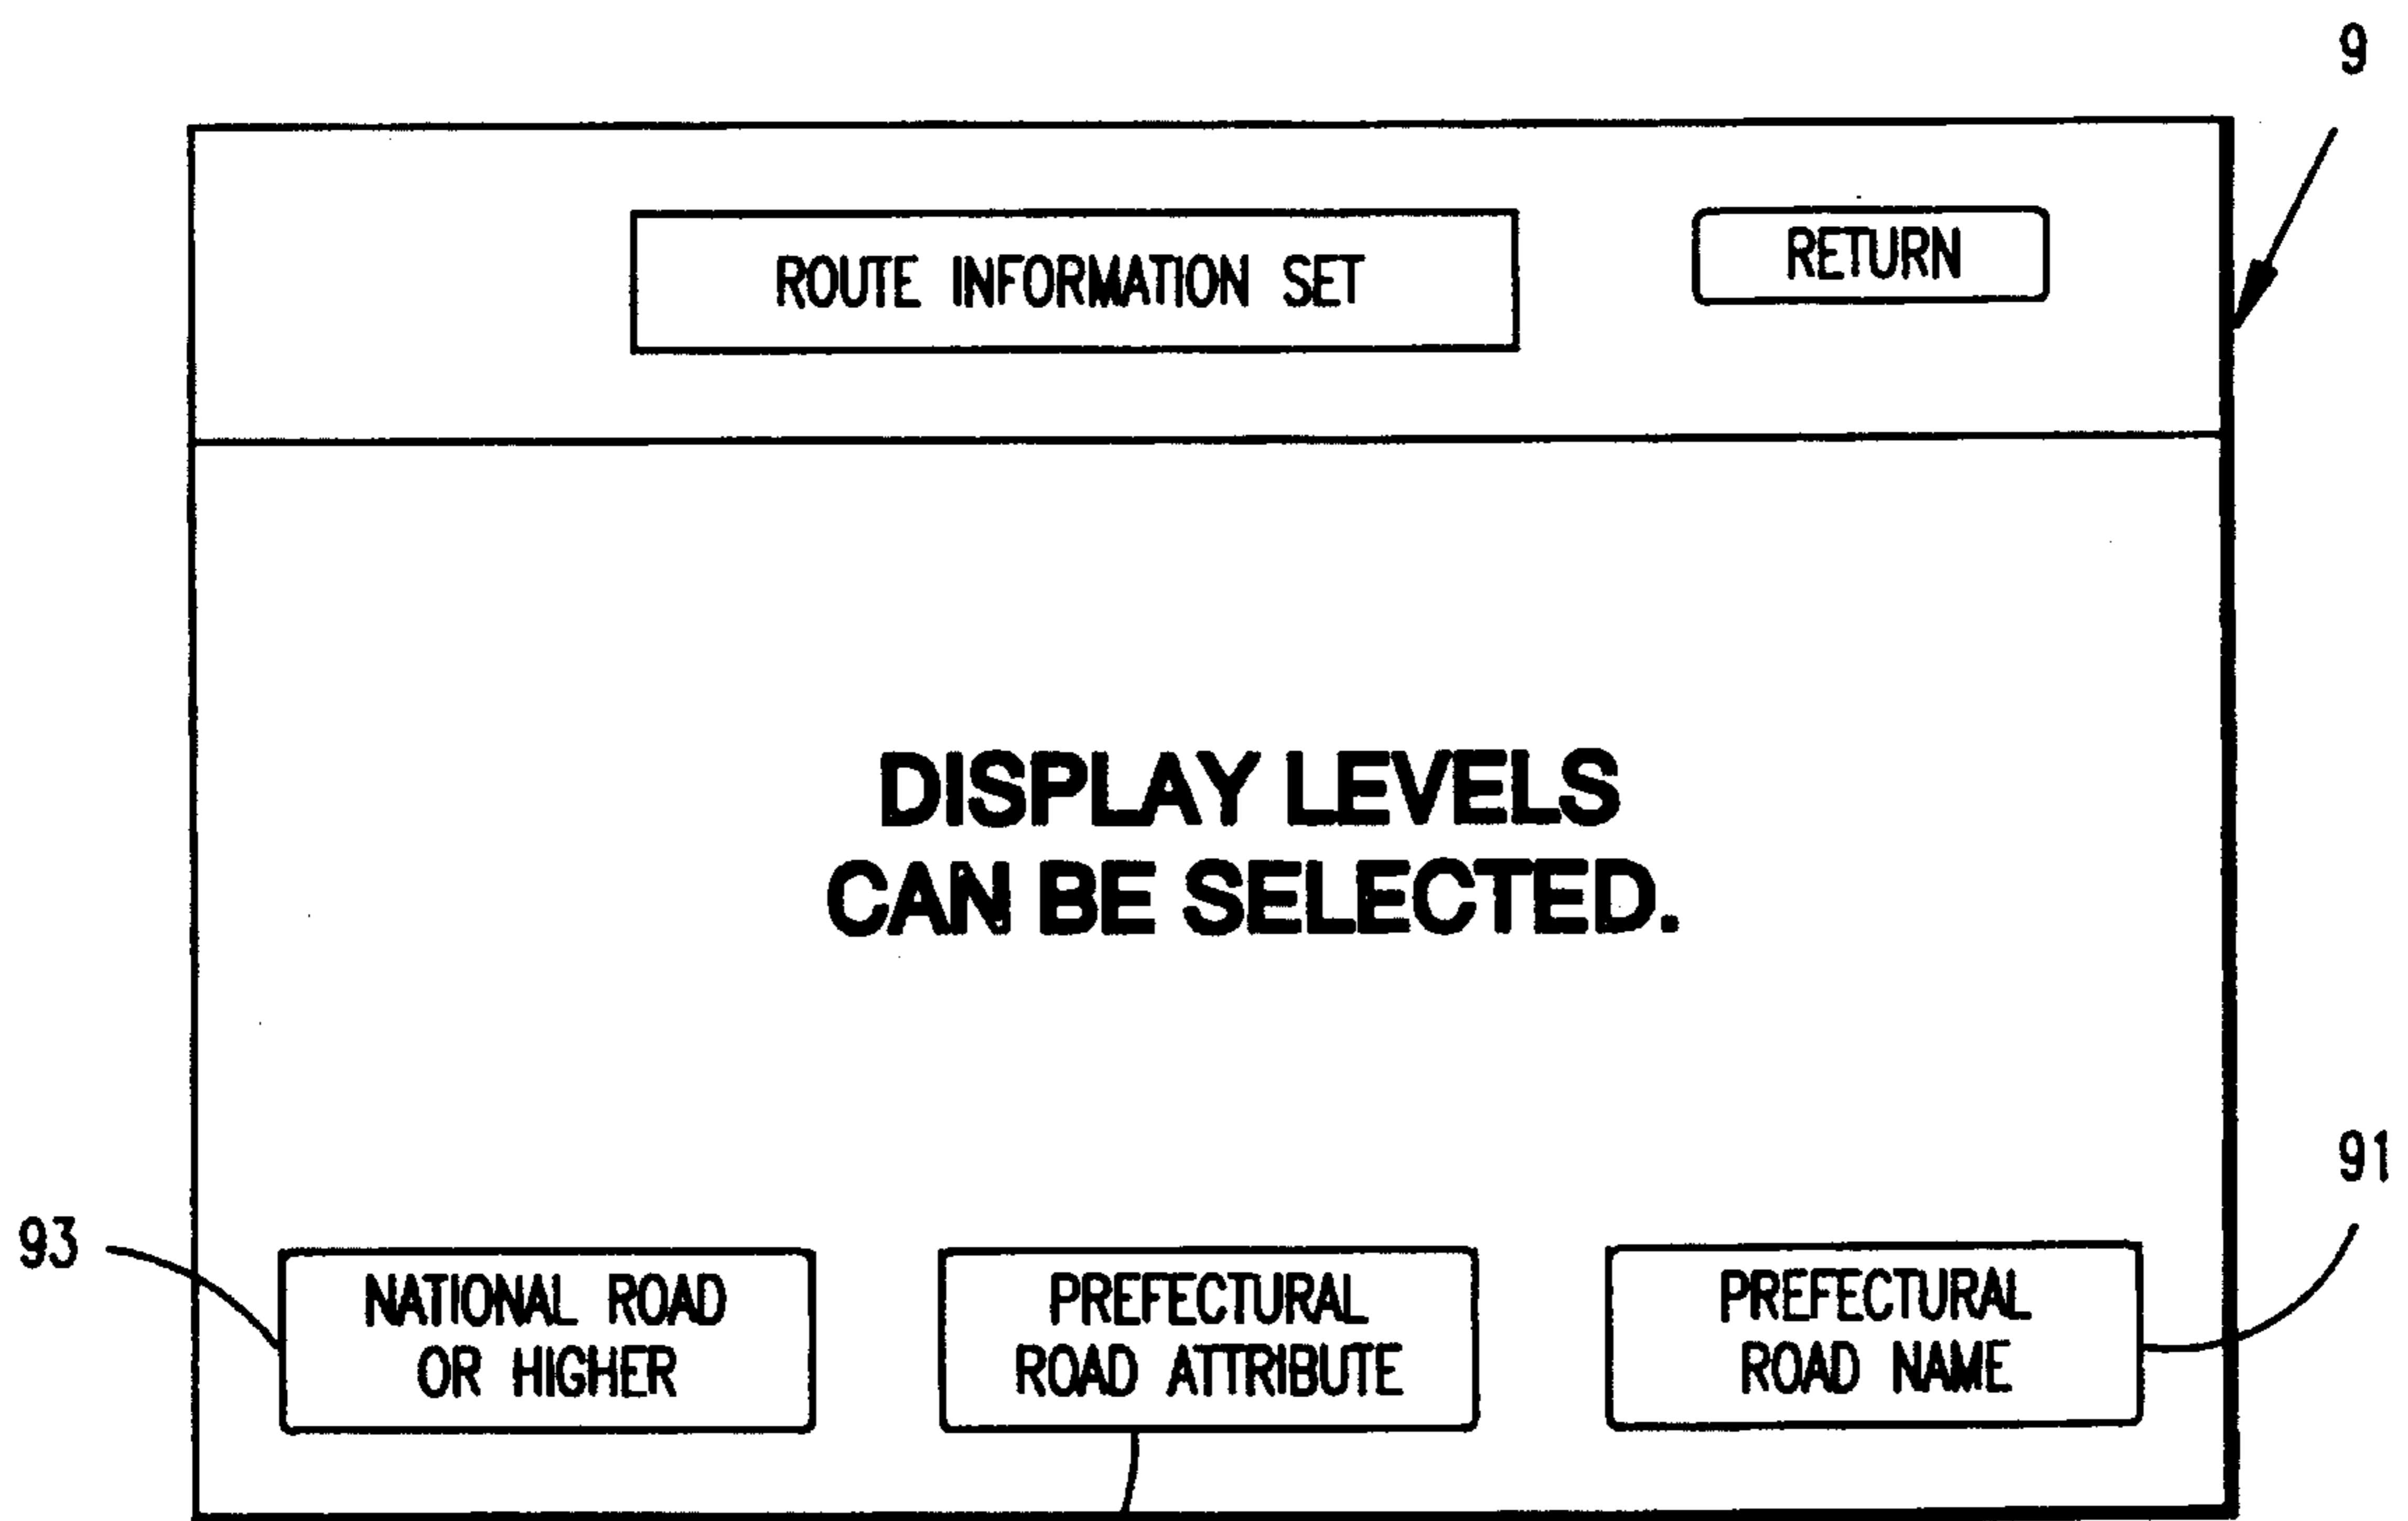 9
ROUTE INFORMATION SET
RETURN
DISPLAY LEVELS
CAN BE SELECTED.
91
93
NATIONAL ROAD
OR HIGHER
PREFECTURAL
ROAD ATTRIBUTE
PREFECTURAL
ROAD NAME